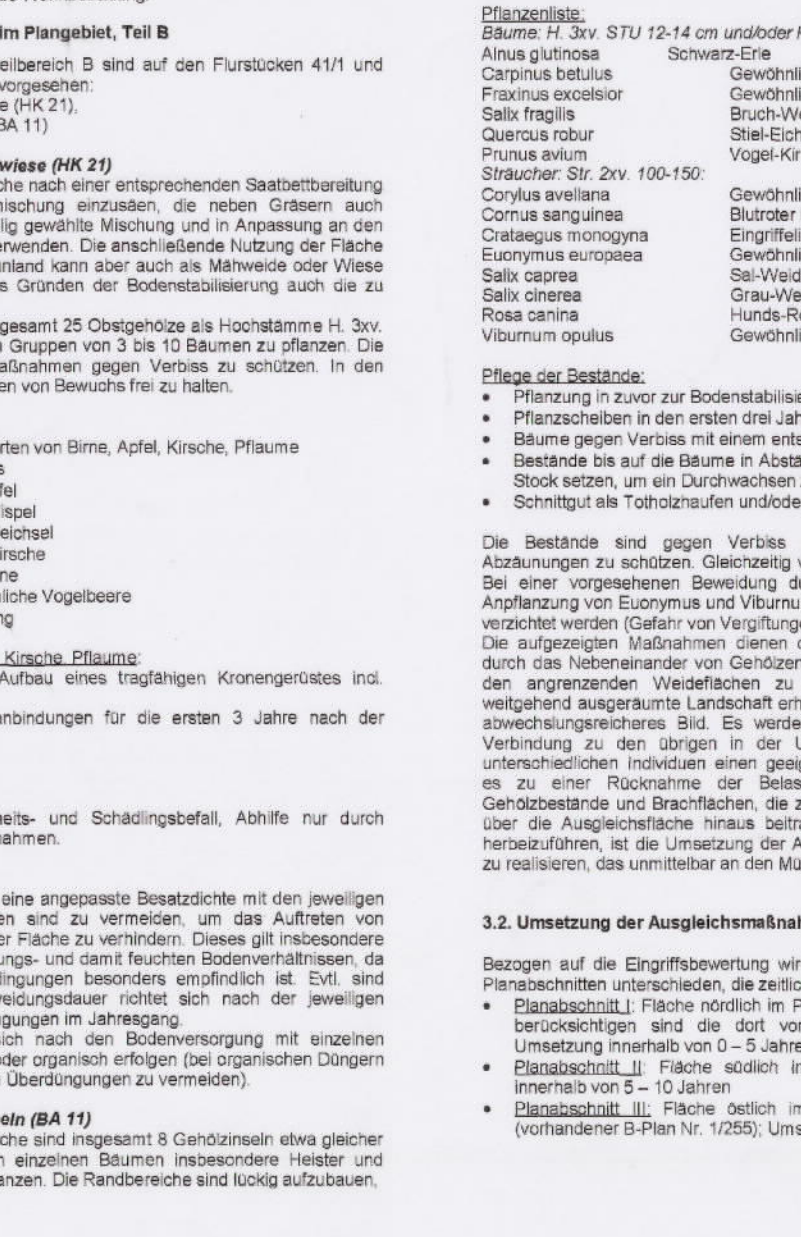 im Plangebiet, Teil B
eilbereich B sind auf den Flurstücken 41/1 und
vorgesehen:
e (HK 21),
BA 11)
wiese (HK 21)
che nach einer entsprechenden Saatbettbereitung
mischung einzusäen, die neben Gräsern auch
llig gewählte Mischung und in Anpassung an den
erwenden. Die anschließende Nutzung der Fläche
ünland kann aber auch als Mähweide oder Wiese
s Gründen der Bodenstabilisierung auch die zu
gesamt 25 Obstgehölze als Hochstämme H. 3xv.
n Gruppen von 3 bis 10 Bäumen zu pflanzen. Die
aßnahmen gegen Verbiss zu schützen. In den
en von Bewuchs frei zu halten.
rten von Birne, Apfel, Kirsche, Pflaume
s
fel
ispel
eichsel
irsche
ne
liche Vogelbeere
ng
Kirsche, Pflaume:
Aufbau eines tragfähigen Kronengerüstes incl.
nbindungen für die ersten 3 Jahre nach der
eits- und Schädlingsbefall, Abhilfe nur durch
nahmen.
eine angepasste Besatzdichte mit den jeweiligen
en sind zu vermeiden, um das Auftreten von
er Fläche zu verhindern. Dieses gilt insbesondere
ungs- und damit feuchten Bodenverhältnissen, da
dingungen besonders empfindlich ist. Evtl. sind
weidungsdauer richtet sich nach der jeweiligen
gungen im Jahresgang.
sich nach den Bodenversorgung mit einzelnen
oder organisch erfolgen (bei organischen Düngern
Überdüngungen zu vermeiden).
eln (BA 11)
che sind insgesamt 8 Gehölzinseln etwa gleicher
n einzelnen Bäumen insbesondere Heister und
anzen. Die Randbereiche sind lückig aufzubauen,
Pflanzenliste:
Bäume: H. 3xv. STU 12-14 cm und/oder H
Alnus glutinosa Schwarz-Erle
Carpinus betulus Gewöhnli
Fraxinus excelsior Gewöhnli
Salix fragilis Bruch-We
Quercus robur Stiel-Eich
Prunus avium Vogel-Kir
Sträucher: Str. 2xv. 100-150:
Corylus avellana Gewöhnli
Cornus sanguinea Blutroter
Crataegus monogyna Eingriffeli
Euonymus europaea Gewöhnli
Salix caprea Sal-Weid
Salix cinerea Grau-We
Rosa canina Hunds-Ro
Viburnum opulus Gewöhnli
Pflege der Bestände:
• Pflanzung in zuvor zur Bodenstabilisie
• Pflanzscheiben in den ersten drei Jah
• Bäume gegen Verbiss mit einem ents
• Bestände bis auf die Bäume in Abstä
Stock setzen, um ein Durchwachsen
• Schnittgut als Totholzhaufen und/ode
Die Bestände sind gegen Verbiss
Abzäunungen zu schützen. Gleichzeitig v
Bei einer vorgesehenen Beweidung du
Anpflanzung von Euonymus und Viburnu
verzichtet werden (Gefahr von Vergiftunge
Die aufgezeigten Maßnahmen dienen d
durch das Nebeneinander von Gehölzen
den angrenzenden Weideflächen zu
weitgehend ausgeräumte Landschaft erh
abwechslungsreicheres Bild. Es werde
Verbindung zu den übrigen in der U
unterschiedlichen Individuen einen geeig
es zu einer Rücknahme der Belas
Gehölzbestände und Brachflächen, die z
über die Ausgleichsfläche hinaus beitra
herbeizuführen, ist die Umsetzung der A
zu realisieren, das unmittelbar an den Mü
3.2. Umsetzung der Ausgleichsmaßnah
Bezogen auf die Eingriffsbewertung wir
Planabschnitten unterschieden, die zeitlic
• Planabschnitt I: Fläche nördlich im P
berücksichtigen sind die dort vor
Umsetzung innerhalb von 0 – 5 Jahre
• Planabschnitt II: Fläche südlich in
innerhalb von 5 – 10 Jahren
• Planabschnitt III: Fläche östlich im
(vorhandener B-Plan Nr. 1/255); Ums